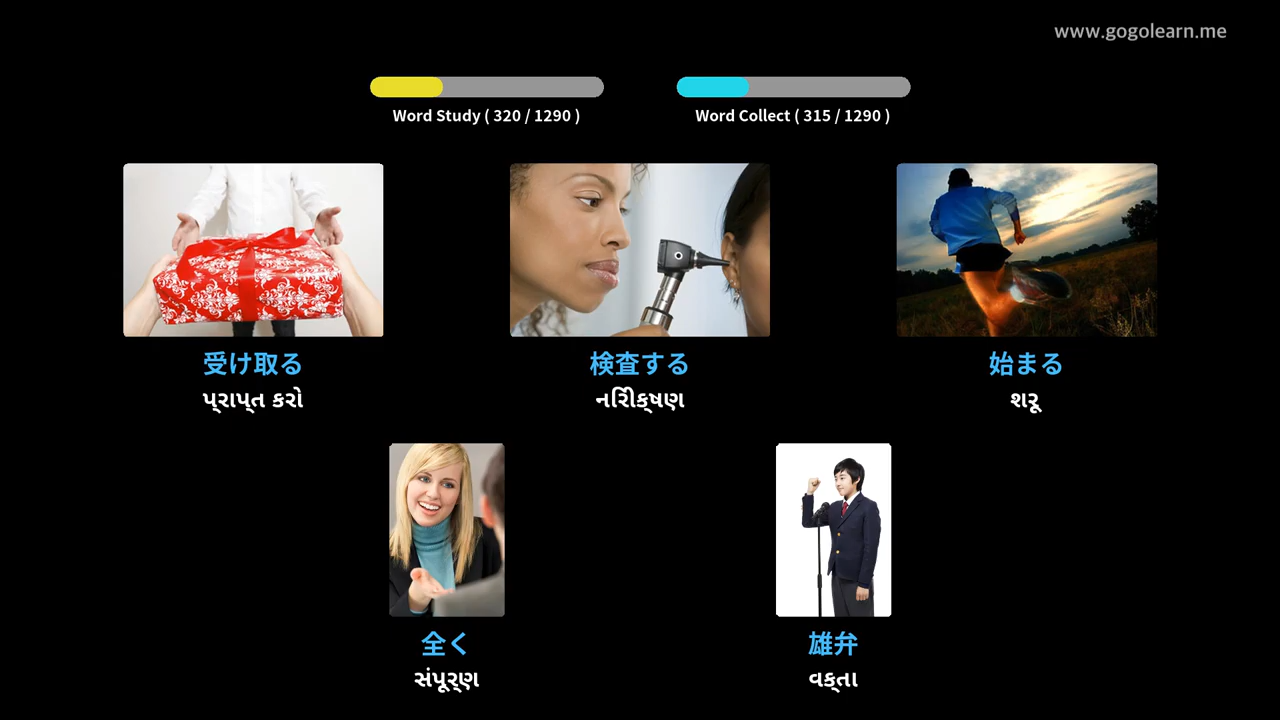 www.gogolearn.me
Word Study ( 320 / 1290 )
Word Collect ( 315 / 1290 )
受け取る
પ્રાપ્ત કરો
検査する
નિરીક્ષણ
始まる
શરૂ
全く
સંપૂર્ણ
雄弁
વક્તા